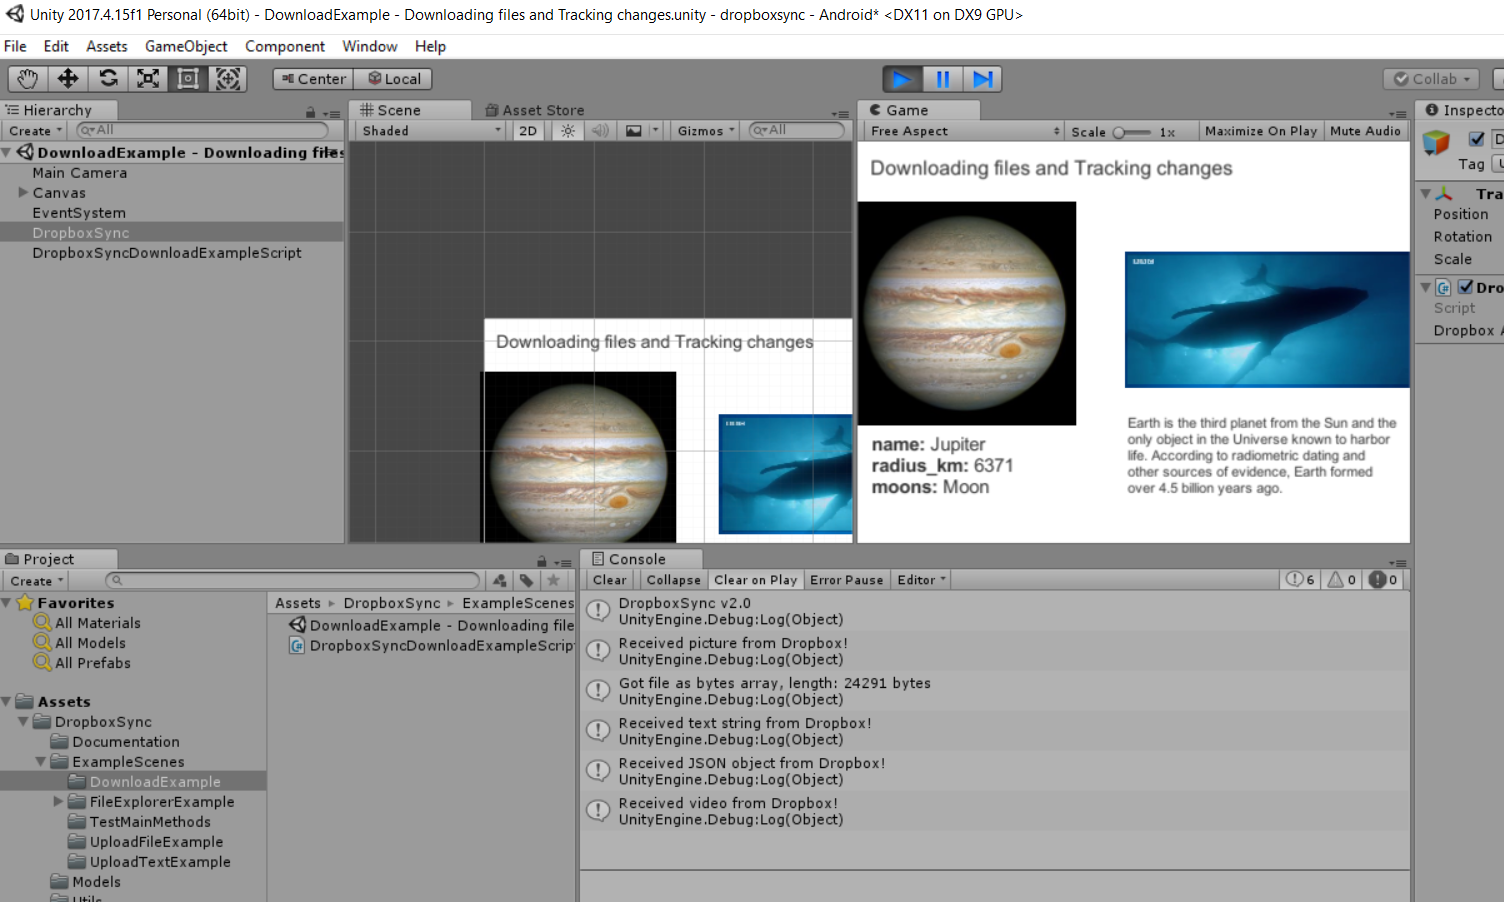 Unity 2017.4.15f1 Personal (64bit) - DownloadExample - Downloading files and Tracking changes.unity - dropboxsync - Android* <DX11 on DX9 GPU>
File Edit Assets GameObject Component Window Help
Center Local
Collab
Hierarchy
Create All
DownloadExample - Downloading files
Main Camera
Canvas
EventSystem
DropboxSync
DropboxSyncDownloadExampleScript
Scene Asset Store
Shaded 2D Gizmos All
Downloading files and Tracking changes
Game
Free Aspect Scale 1x Maximize On Play Mute Audio
Downloading files and Tracking changes
name: Jupiter
radius_km: 6371
moons: Moon
Earth is the third planet from the Sun and the
only object in the Universe known to harbor
life. According to radiometric dating and
other sources of evidence, Earth formed
over 4.5 billion years ago.
Inspecto
D
Tag
Tra
Position
Rotation
Scale
Dro
Script
Dropbox A
Project
Create
Favorites
All Materials
All Models
All Prefabs
Assets
DropboxSync
Documentation
ExampleScenes
DownloadExample
FileExplorerExample
TestMainMethods
UploadFileExample
UploadTextExample
Models
Assets DropboxSync ExampleScenes
DownloadExample - Downloading file
DropboxSyncDownloadExampleScrip
Console
Clear Collapse Clear on Play Error Pause Editor 6 0 0
DropboxSync v2.0
UnityEngine.Debug:Log(Object)
Received picture from Dropbox!
UnityEngine.Debug:Log(Object)
Got file as bytes array, length: 24291 bytes
UnityEngine.Debug:Log(Object)
Received text string from Dropbox!
UnityEngine.Debug:Log(Object)
Received JSON object from Dropbox!
UnityEngine.Debug:Log(Object)
Received video from Dropbox!
UnityEngine.Debug:Log(Object)